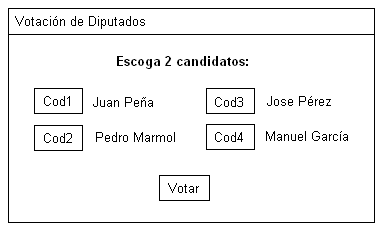 Votación de Diputados
Escoga 2 candidatos:
Cod1 Juan Peña Cod3 Jose Pérez
Cod2 Pedro Marmol Cod4 Manuel García
Votar